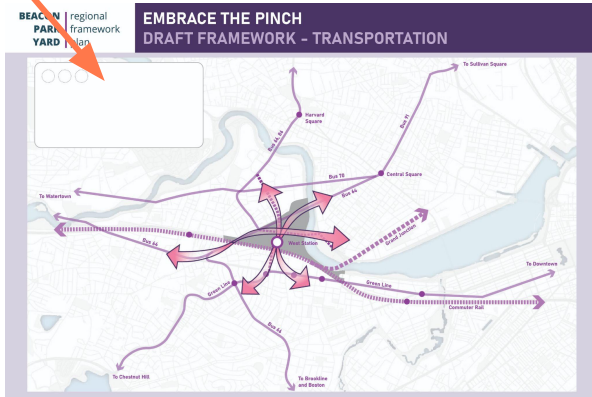 BEACON regional
PARK framework
YARD plan
EMBRACE THE PINCH
DRAFT FRAMEWORK - TRANSPORTATION
To Sullivan Square
Harvard
Square
Bus 91
Bus 66, 86
Bus 70
Central Square
Bus 64
To Watertown
Bus 64
West Station
Grand Junction
To Downtown
Green Line
Green Line
Commuter Rail
Bus 66
To Chestnut Hill
To Brookline
and Boston